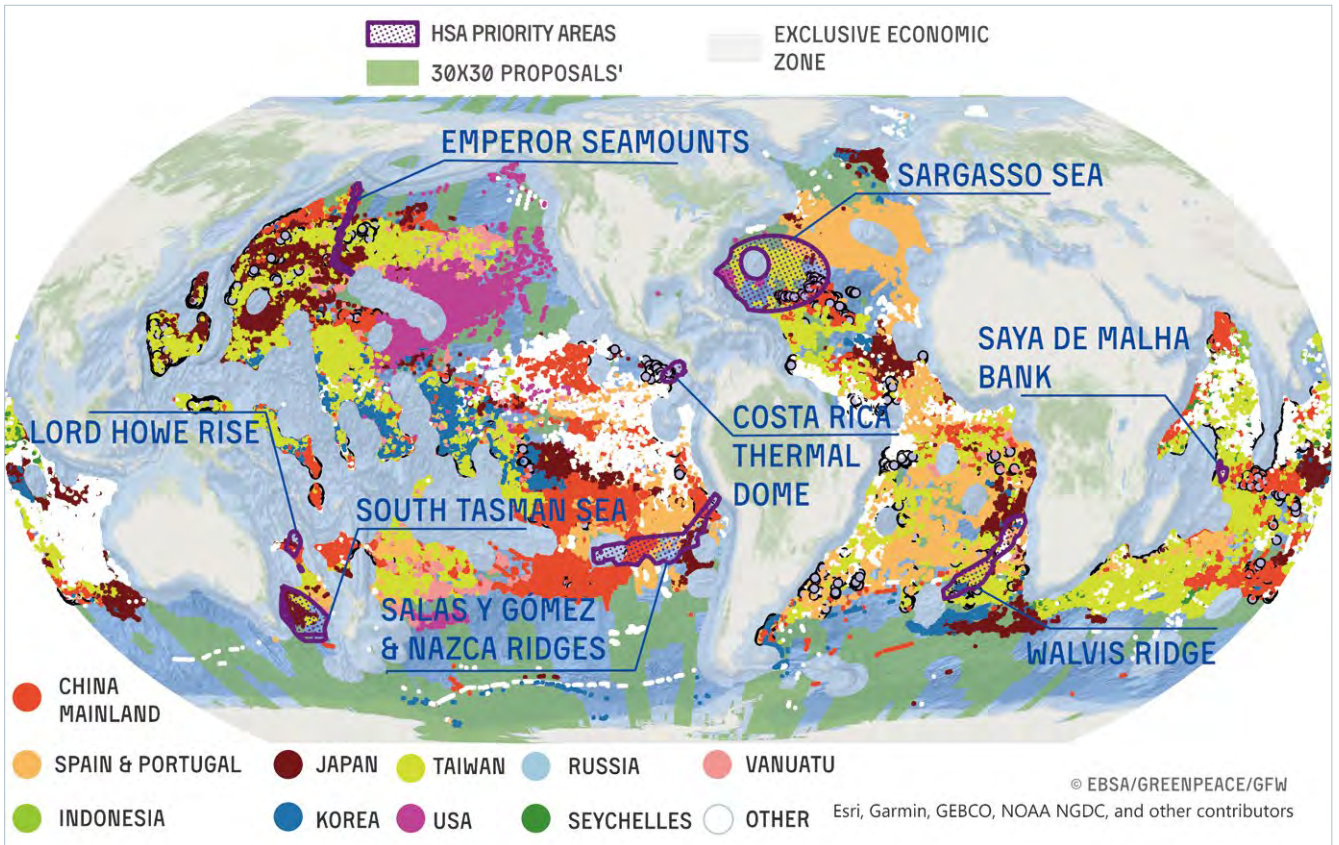 HSA PRIORITY AREAS
30X30 PROPOSALS'
EXCLUSIVE ECONOMIC
ZONE
EMPEROR SEAMOUNTS
SARGASSO SEA
SAYA DE MALHA
BANK
LORD HOWE RISE
COSTA RICA
THERMAL
DOME
SOUTH TASMAN SEA
SALAS Y GÓMEZ
& NAZCA RIDGES
WALVIS RIDGE
CHINA
MAINLAND
SPAIN & PORTUGAL
JAPAN
TAIWAN
RUSSIA
VANUATU
INDONESIA
KOREA
USA
SEYCHELLES
OTHER
© EBSA/GREENPEACE/GFW
Esri, Garmin, GEBCO, NOAA NGDC, and other contributors